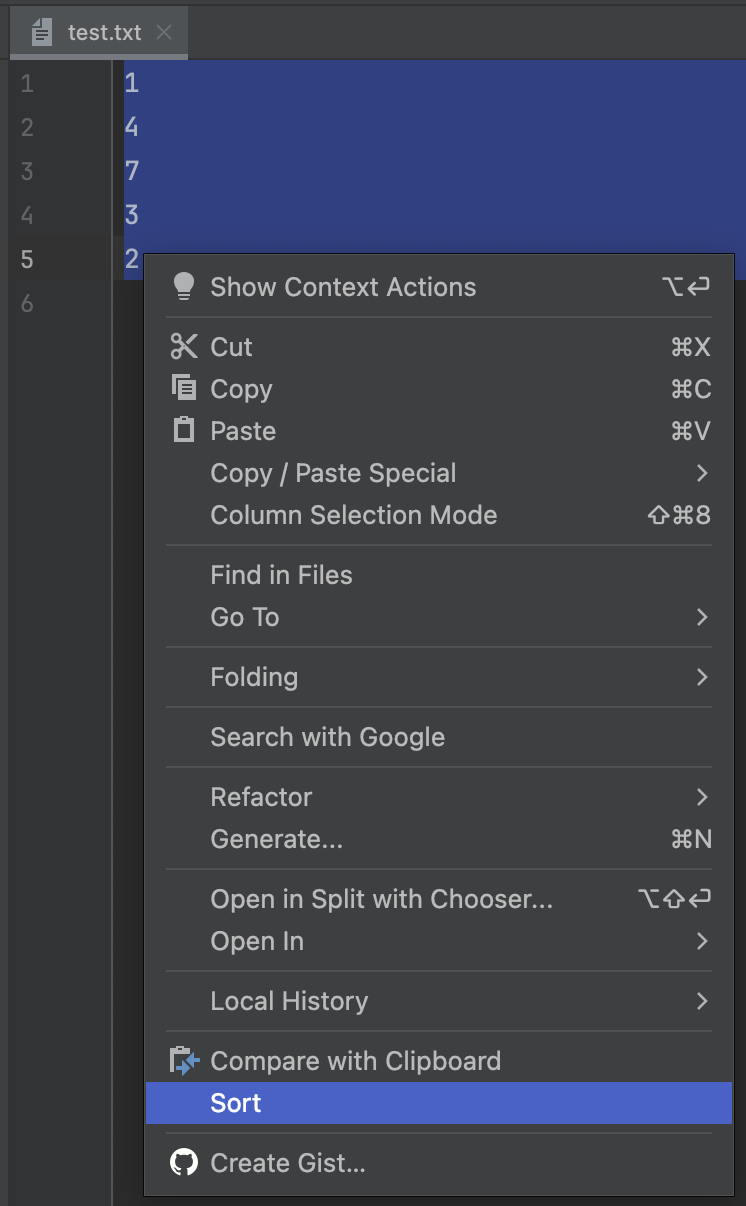 test.txt
1 1
2 4
3 7
4 3
5 2
6
Show Context Actions ⌥↩
Cut ⌘X
Copy ⌘C
Paste ⌘V
Copy / Paste Special
Column Selection Mode ⇧⌘8
Find in Files
Go To
Folding
Search with Google
Refactor
Generate... ⌘N
Open in Split with Chooser... ⌥⇧↩
Open In
Local History
Compare with Clipboard
Sort
Create Gist...